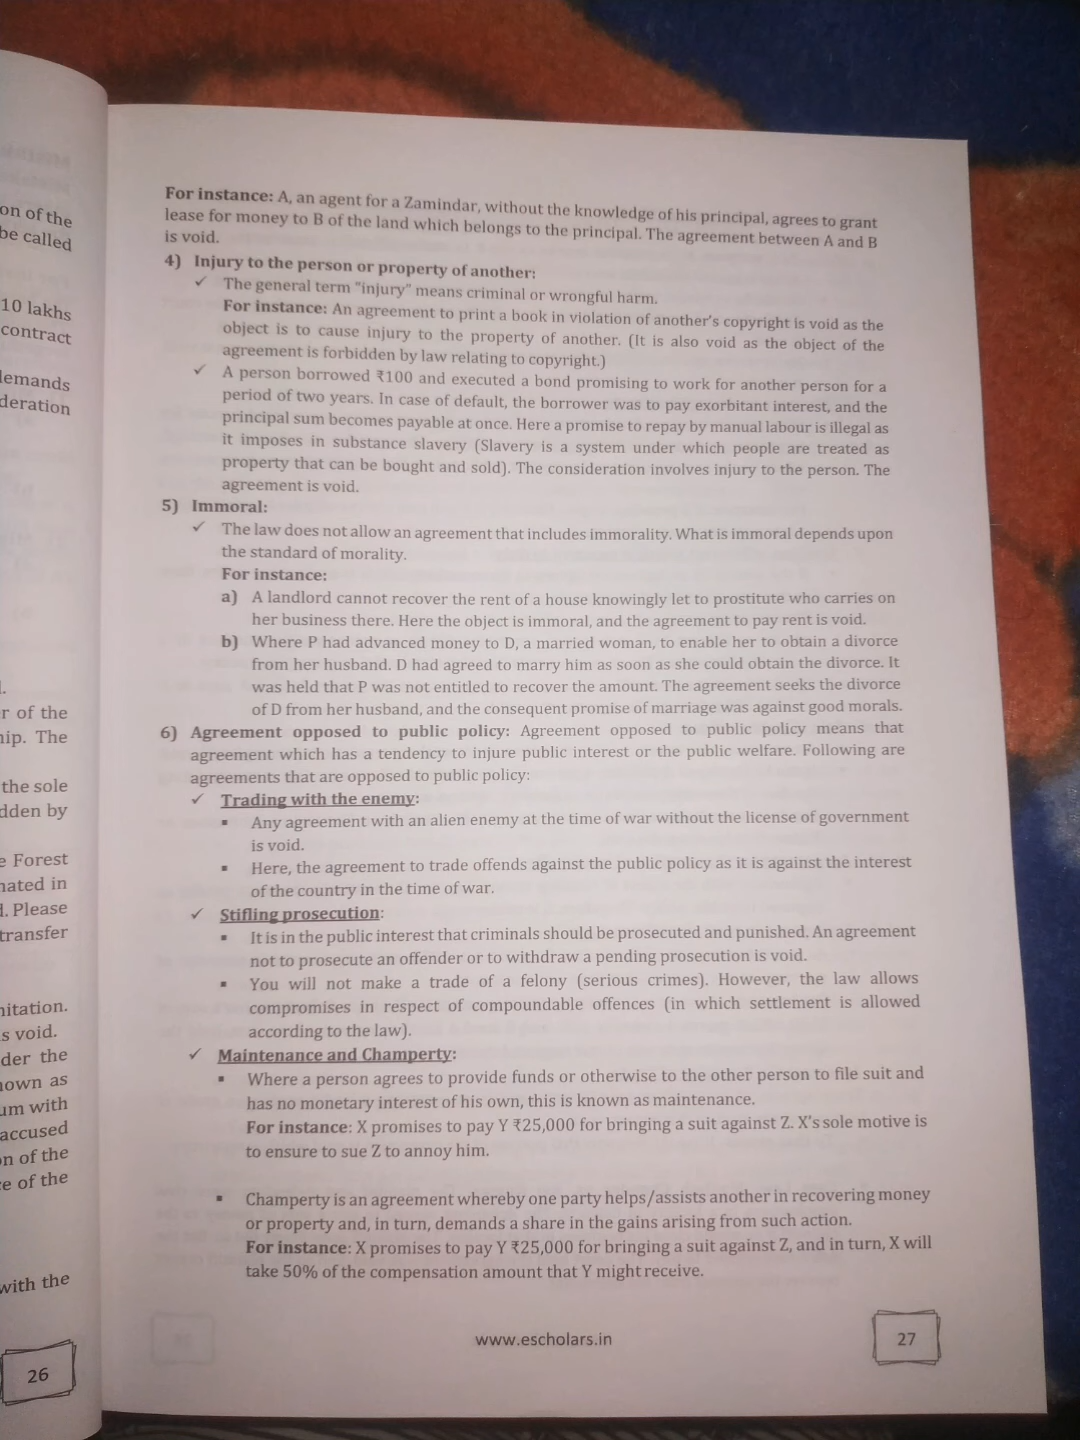 on of the
be called
10 lakhs
contract
demands
deration
r of the
hip. The
the sole
dden by
e Forest
nated in
d. Please
transfer
nitation.
s void.
der the
nown as
um with
accused
on of the
ce of the
with the
26
For instance: A, an agent for a Zamindar, without the knowledge of his principal, agrees to grant
lease for money to B of the land which belongs to the principal. The agreement between A and B
is void.
4) Injury to the person or property of another:
✓ The general term "injury" means criminal or wrongful harm.
For instance: An agreement to print a book in violation of another's copyright is void as the
object is to cause injury to the property of another. (It is also void as the object of the
agreement is forbidden by law relating to copyright.)
✓ A person borrowed ₹100 and executed a bond promising to work for another person for a
period of two years. In case of default, the borrower was to pay exorbitant interest, and the
principal sum becomes payable at once. Here a promise to repay by manual labour is illegal as
it imposes in substance slavery (Slavery is a system under which people are treated as
property that can be bought and sold). The consideration involves injury to the person. The
agreement is void.
5) Immoral:
✓ The law does not allow an agreement that includes immorality. What is immoral depends upon
the standard of morality.
For instance:
a) A landlord cannot recover the rent of a house knowingly let to prostitute who carries on
her business there. Here the object is immoral, and the agreement to pay rent is void.
b) Where P had advanced money to D, a married woman, to enable her to obtain a divorce
from her husband. D had agreed to marry him as soon as she could obtain the divorce. It
was held that P was not entitled to recover the amount. The agreement seeks the divorce
of D from her husband, and the consequent promise of marriage was against good morals.
6) Agreement opposed to public policy: Agreement opposed to public policy means that
agreement which has a tendency to injure public interest or the public welfare. Following are
agreements that are opposed to public policy:
✓ Trading with the enemy:
▪ Any agreement with an alien enemy at the time of war without the license of government
is void.
▪ Here, the agreement to trade offends against the public policy as it is against the interest
of the country in the time of war.
✓ Stifling prosecution:
▪ It is in the public interest that criminals should be prosecuted and punished. An agreement
not to prosecute an offender or to withdraw a pending prosecution is void.
▪ You will not make a trade of a felony (serious crimes). However, the law allows
compromises in respect of compoundable offences (in which settlement is allowed
according to the law).
✓ Maintenance and Champerty:
▪ Where a person agrees to provide funds or otherwise to the other person to file suit and
has no monetary interest of his own, this is known as maintenance.
For instance: X promises to pay Y ₹25,000 for bringing a suit against Z. X's sole motive is
to ensure to sue Z to annoy him.
▪ Champerty is an agreement whereby one party helps/assists another in recovering money
or property and, in turn, demands a share in the gains arising from such action.
For instance: X promises to pay Y ₹25,000 for bringing a suit against Z, and in turn, X will
take 50% of the compensation amount that Y might receive.
www.escholars.in
27